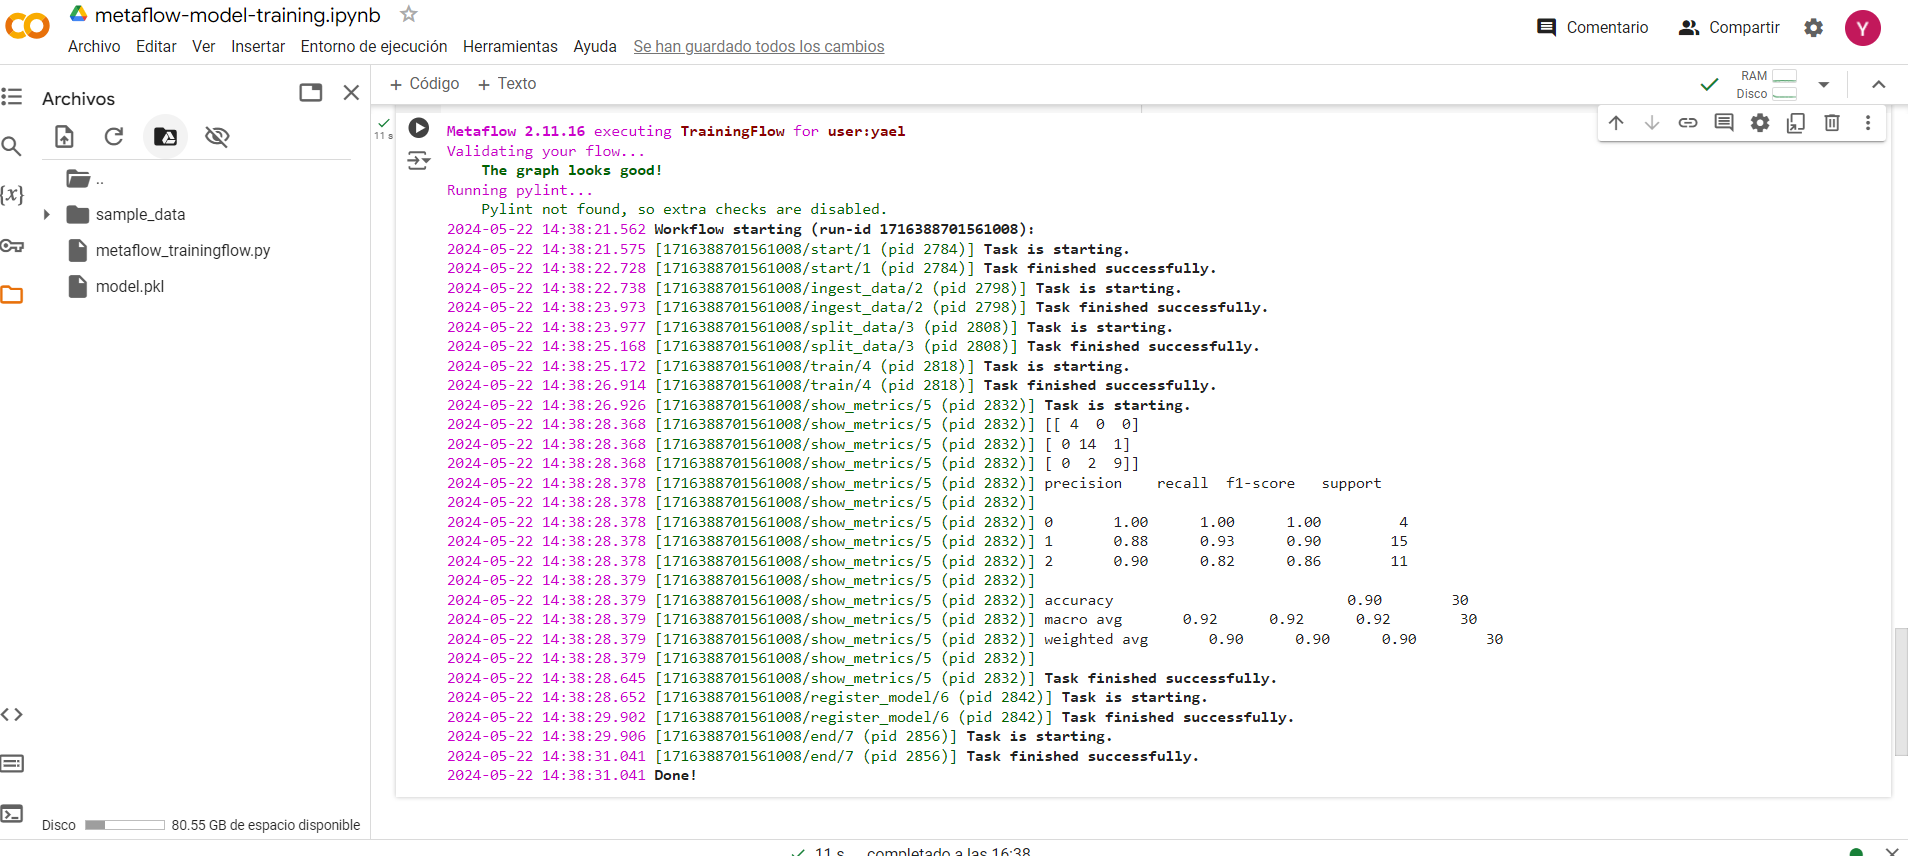 metaflow-model-training.ipynb
Archivo Editar Ver Insertar Entorno de ejecución Herramientas Ayuda Se han guardado todos los cambios
Comentario Compartir Y
Archivos
+ Código + Texto
RAM
Disco
{x}
..
sample_data
metaflow_trainingflow.py
model.pkl
Disco 80.55 GB de espacio disponible
11 s
Metaflow 2.11.16 executing TrainingFlow for user:yael
Validating your flow...
The graph looks good!
Running pylint...
Pylint not found, so extra checks are disabled.
2024-05-22 14:38:21.562 Workflow starting (run-id 1716388701561008):
2024-05-22 14:38:21.575 [1716388701561008/start/1 (pid 2784)] Task is starting.
2024-05-22 14:38:22.728 [1716388701561008/start/1 (pid 2784)] Task finished successfully.
2024-05-22 14:38:22.738 [1716388701561008/ingest_data/2 (pid 2798)] Task is starting.
2024-05-22 14:38:23.973 [1716388701561008/ingest_data/2 (pid 2798)] Task finished successfully.
2024-05-22 14:38:23.977 [1716388701561008/split_data/3 (pid 2808)] Task is starting.
2024-05-22 14:38:25.168 [1716388701561008/split_data/3 (pid 2808)] Task finished successfully.
2024-05-22 14:38:25.172 [1716388701561008/train/4 (pid 2818)] Task is starting.
2024-05-22 14:38:26.914 [1716388701561008/train/4 (pid 2818)] Task finished successfully.
2024-05-22 14:38:26.926 [1716388701561008/show_metrics/5 (pid 2832)] Task is starting.
2024-05-22 14:38:28.368 [1716388701561008/show_metrics/5 (pid 2832)] [[ 4 0 0]
2024-05-22 14:38:28.368 [1716388701561008/show_metrics/5 (pid 2832)] [ 0 14 1]
2024-05-22 14:38:28.368 [1716388701561008/show_metrics/5 (pid 2832)] [ 0 2 9]]
2024-05-22 14:38:28.378 [1716388701561008/show_metrics/5 (pid 2832)] precision recall f1-score support
2024-05-22 14:38:28.378 [1716388701561008/show_metrics/5 (pid 2832)]
2024-05-22 14:38:28.378 [1716388701561008/show_metrics/5 (pid 2832)] 0 1.00 1.00 1.00 4
2024-05-22 14:38:28.378 [1716388701561008/show_metrics/5 (pid 2832)] 1 0.88 0.93 0.90 15
2024-05-22 14:38:28.378 [1716388701561008/show_metrics/5 (pid 2832)] 2 0.90 0.82 0.86 11
2024-05-22 14:38:28.379 [1716388701561008/show_metrics/5 (pid 2832)]
2024-05-22 14:38:28.379 [1716388701561008/show_metrics/5 (pid 2832)] accuracy 0.90 30
2024-05-22 14:38:28.379 [1716388701561008/show_metrics/5 (pid 2832)] macro avg 0.92 0.92 0.92 30
2024-05-22 14:38:28.379 [1716388701561008/show_metrics/5 (pid 2832)] weighted avg 0.90 0.90 0.90 30
2024-05-22 14:38:28.379 [1716388701561008/show_metrics/5 (pid 2832)]
2024-05-22 14:38:28.645 [1716388701561008/show_metrics/5 (pid 2832)] Task finished successfully.
2024-05-22 14:38:28.652 [1716388701561008/register_model/6 (pid 2842)] Task is starting.
2024-05-22 14:38:29.902 [1716388701561008/register_model/6 (pid 2842)] Task finished successfully.
2024-05-22 14:38:29.906 [1716388701561008/end/7 (pid 2856)] Task is starting.
2024-05-22 14:38:31.041 [1716388701561008/end/7 (pid 2856)] Task finished successfully.
2024-05-22 14:38:31.041 Done!
11 s completado a las 16:38